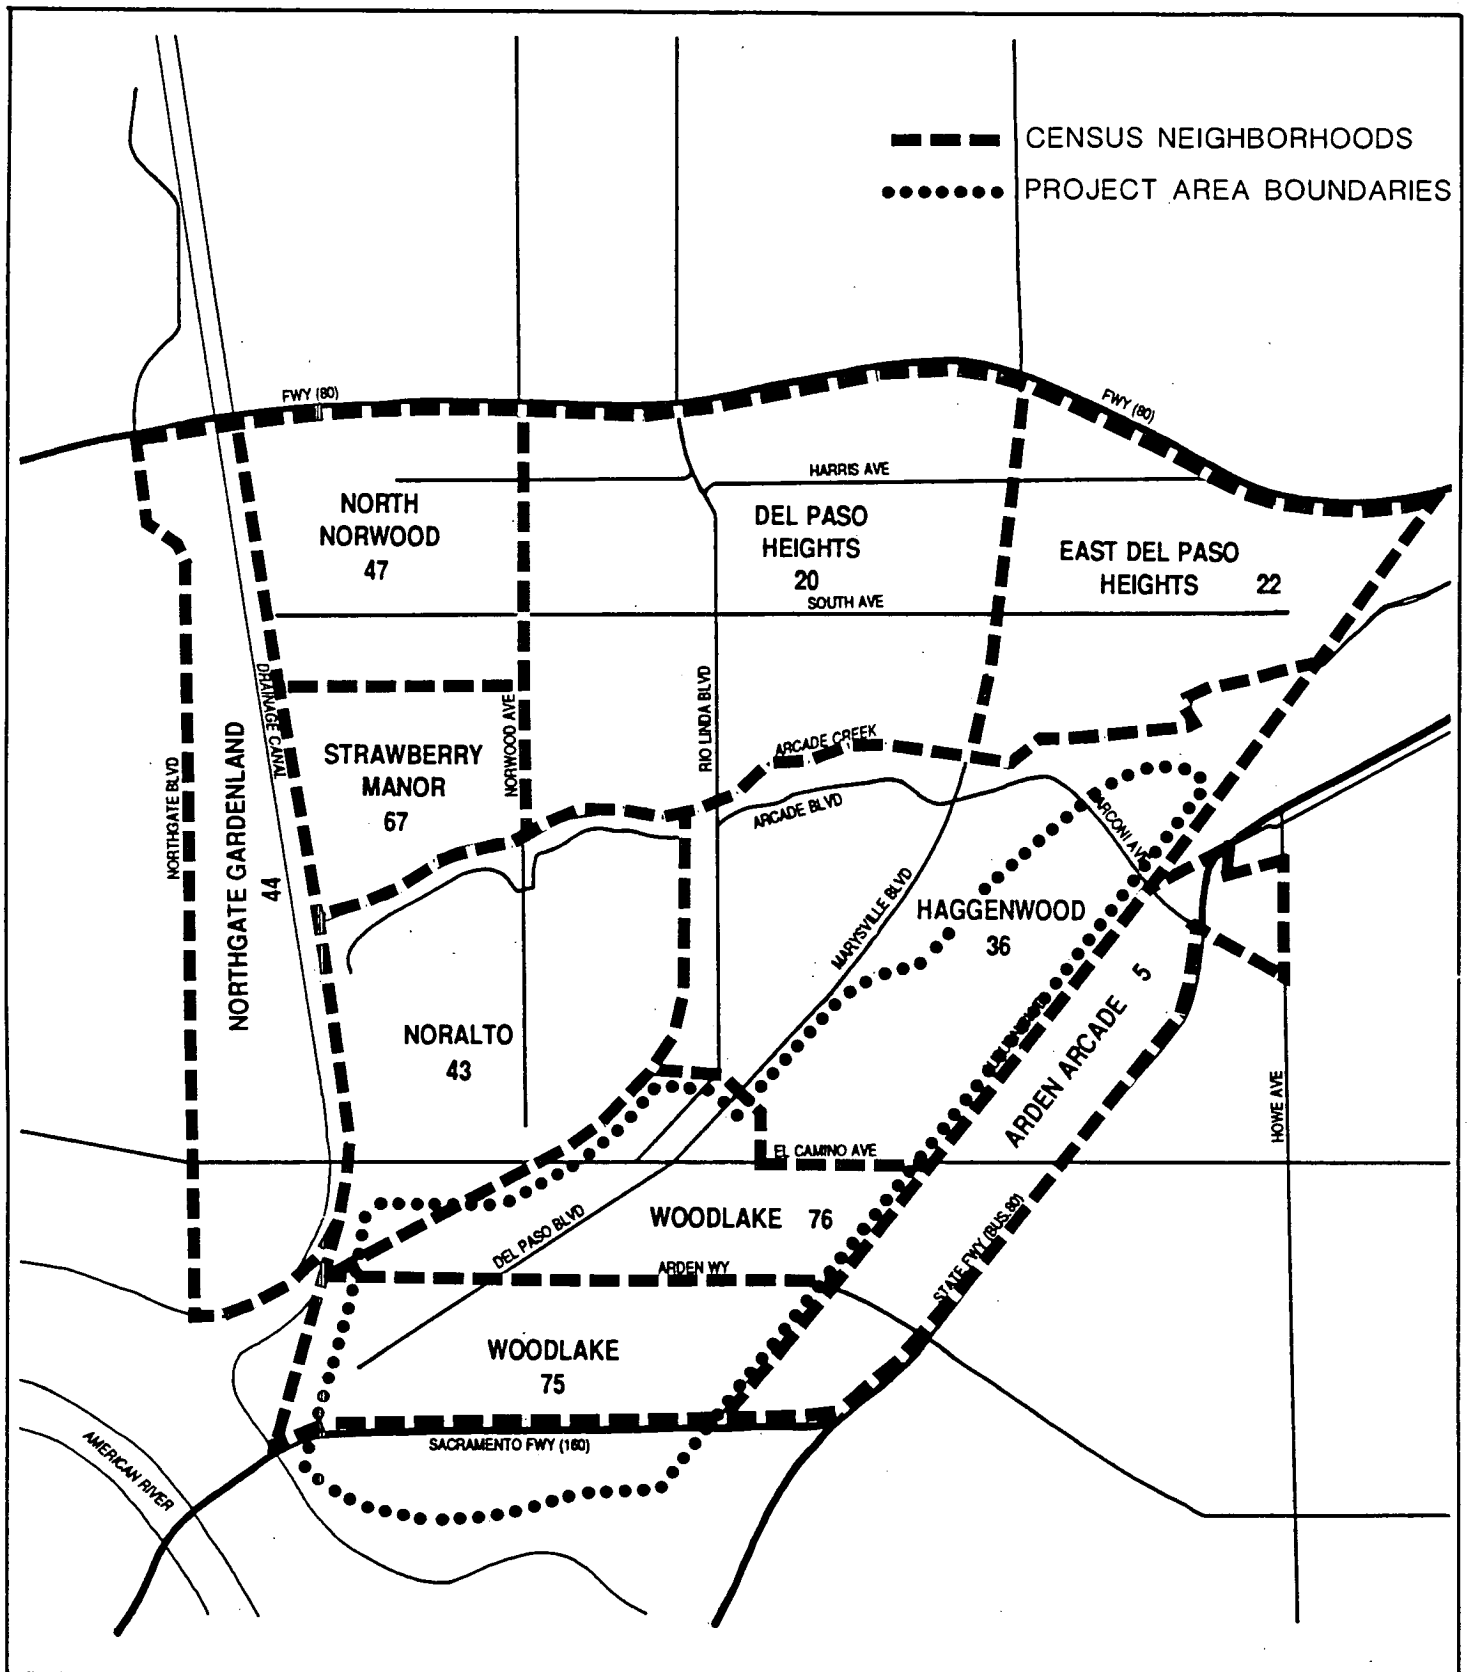 CENSUS NEIGHBORHOODS
PROJECT AREA BOUNDARIES
FWY (80)
FWY (80)
HARRIS AVE
NORTH
NORWOOD
47
DEL PASO
HEIGHTS
20
EAST DEL PASO
HEIGHTS 22
SOUTH AVE
DRAINAGE CANAL
NORWOOD AVE
RIO LINDA BLVD
STRAWBERRY
MANOR
67
ARCADE CREEK
ARCADE BLVD
NORTHGATE BLVD
NORTHGATE GARDENLAND
44
MARYSVILLE BLVD
HAGGENWOOD
36
NORALTO
43
ARDEN ARCADE 5
HOWE AVE
EL CAMINO AVE
WOODLAKE 76
DEL PASO BLVD
ARDEN WY
STATE FWY (BUS.80)
WOODLAKE
75
SACRAMENTO FWY (160)
AMERICAN RIVER